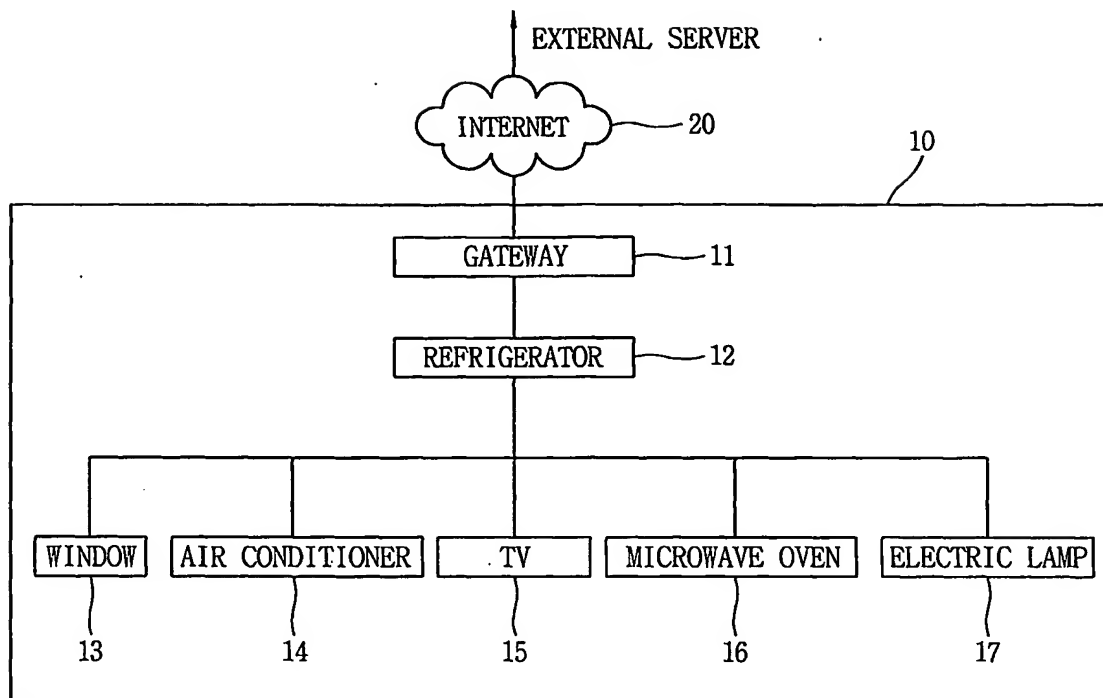 EXTERNAL SERVER
INTERNET
20
10
GATEWAY
11
REFRIGERATOR
12
WINDOW
AIR CONDITIONER
TV
MICROWAVE OVEN
ELECTRIC LAMP
13
14
15
16
17